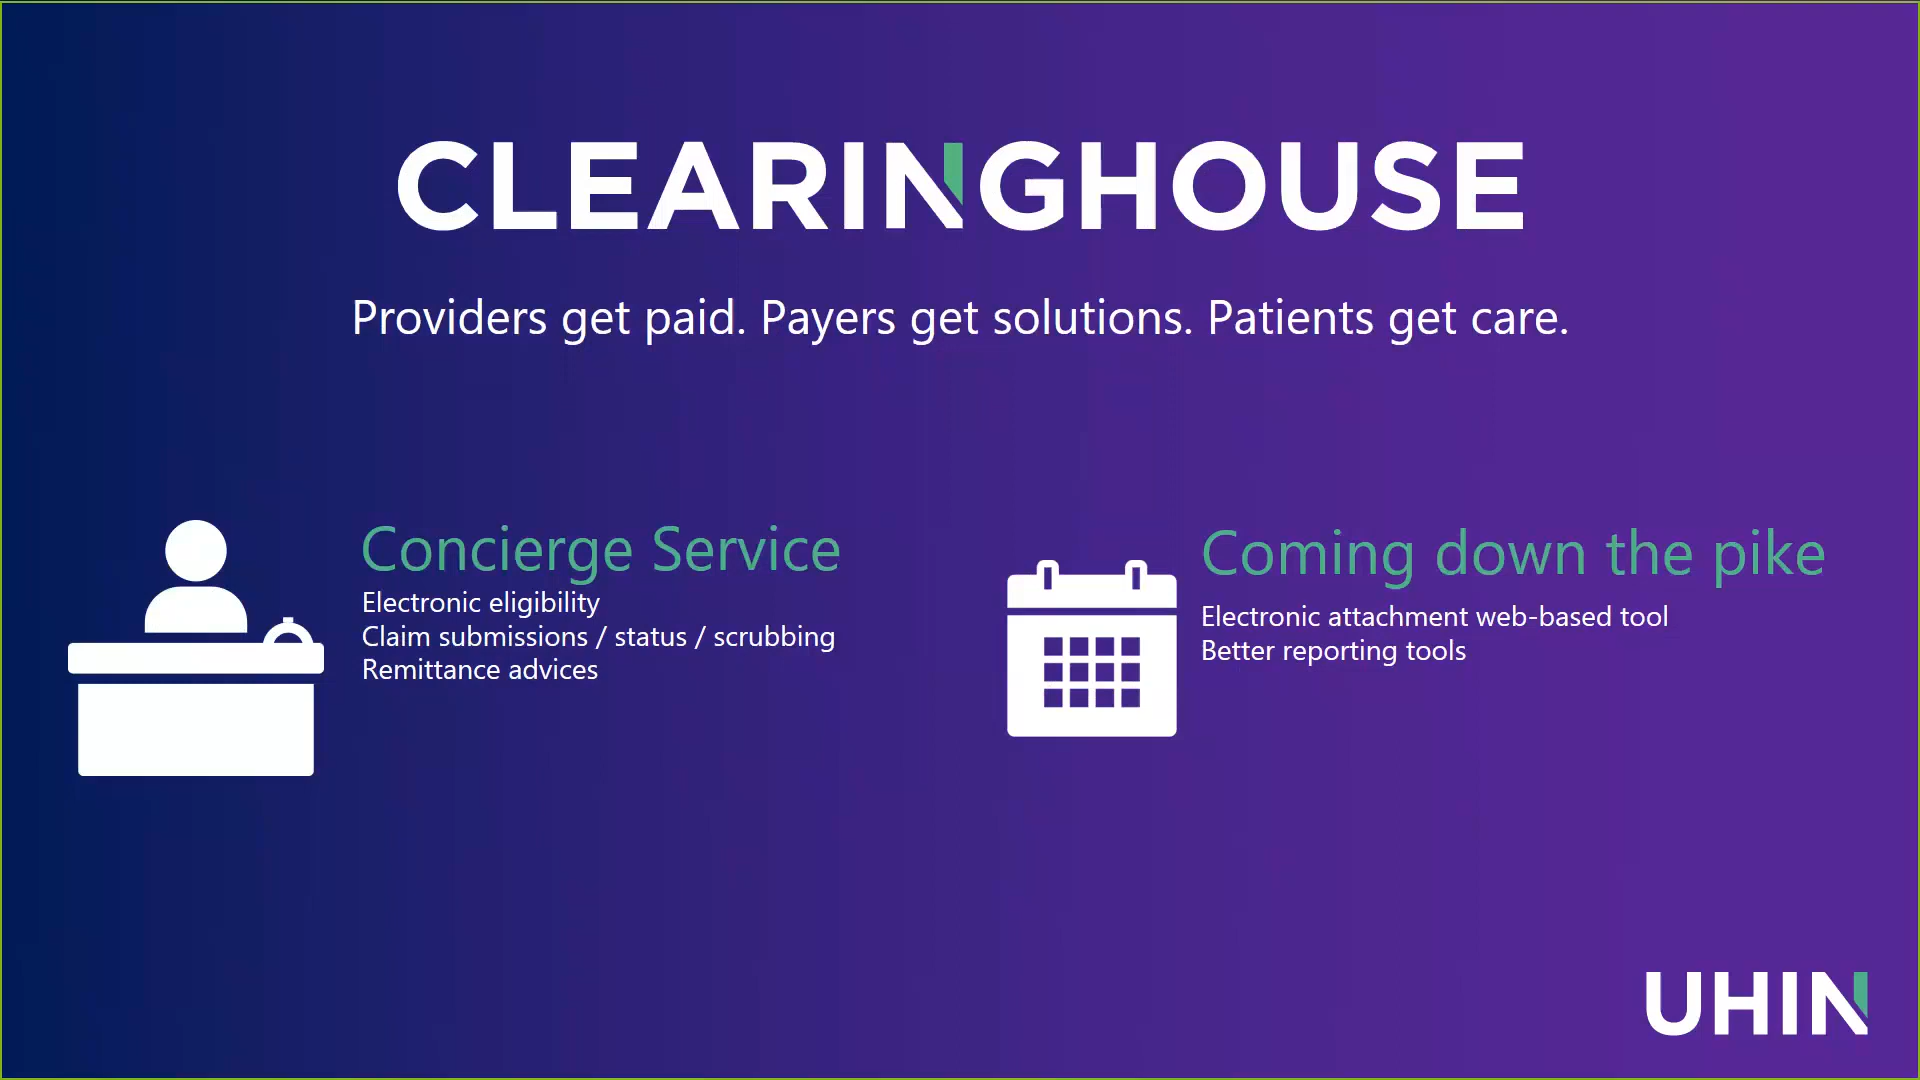 CLEARINGHOUSE
Providers get paid. Payers get solutions. Patients get care.
Concierge Service
Electronic eligibility
Claim submissions / status / scrubbing
Remittance advices
Coming down the pike
Electronic attachment web-based tool
Better reporting tools
UHIN